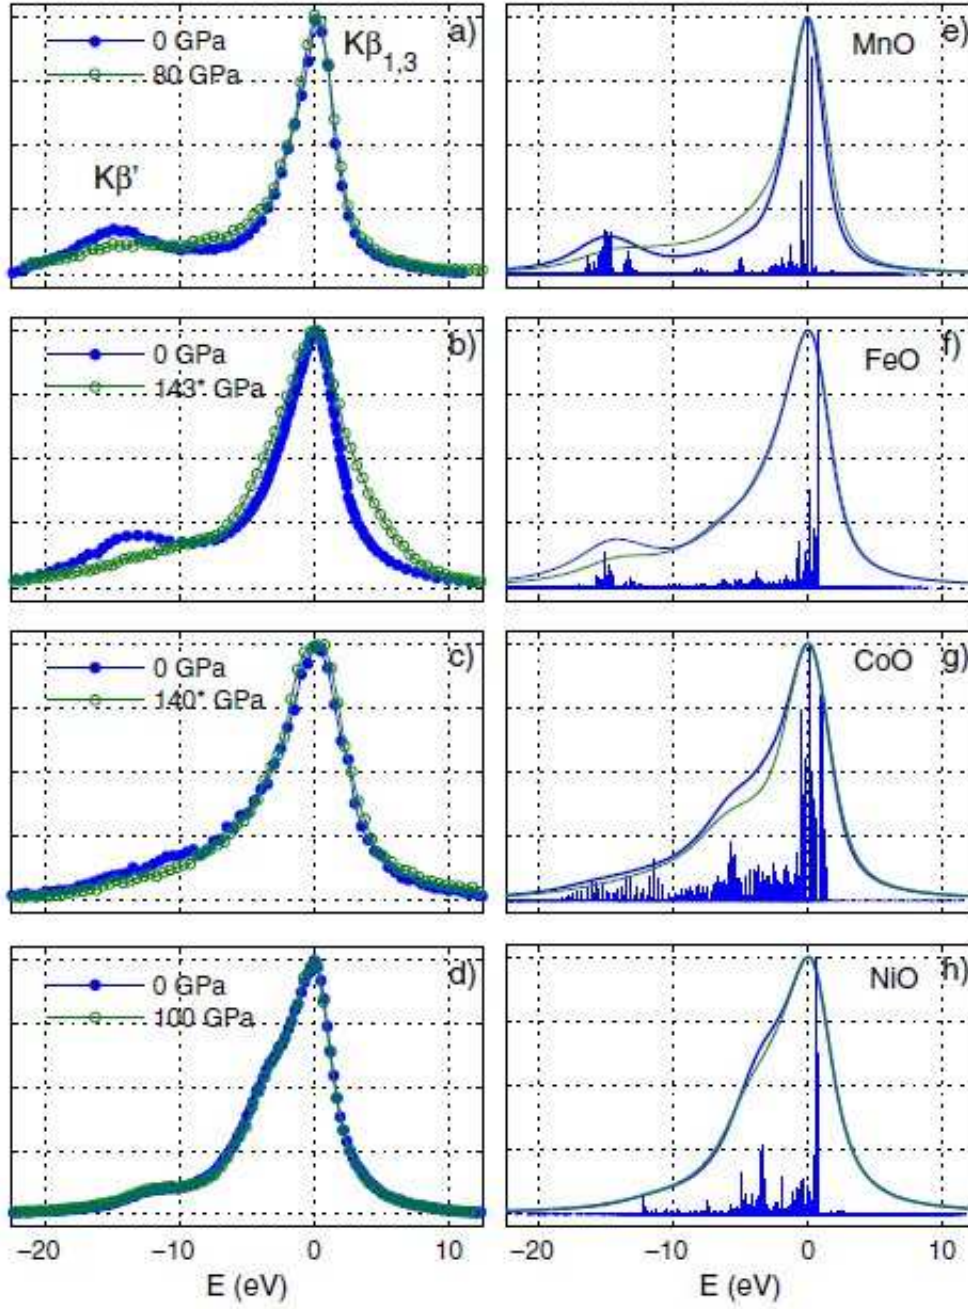 0 GPa
80 GPa
Kβ1,3
a)
Kβ'
MnO
e)
0 GPa
143* GPa
b)
FeO
f)
0 GPa
140* GPa
c)
CoO
g)
0 GPa
100 GPa
d)
NiO
h)
−20 −10 0 10
−20 −10 0 10
E (eV)
E (eV)